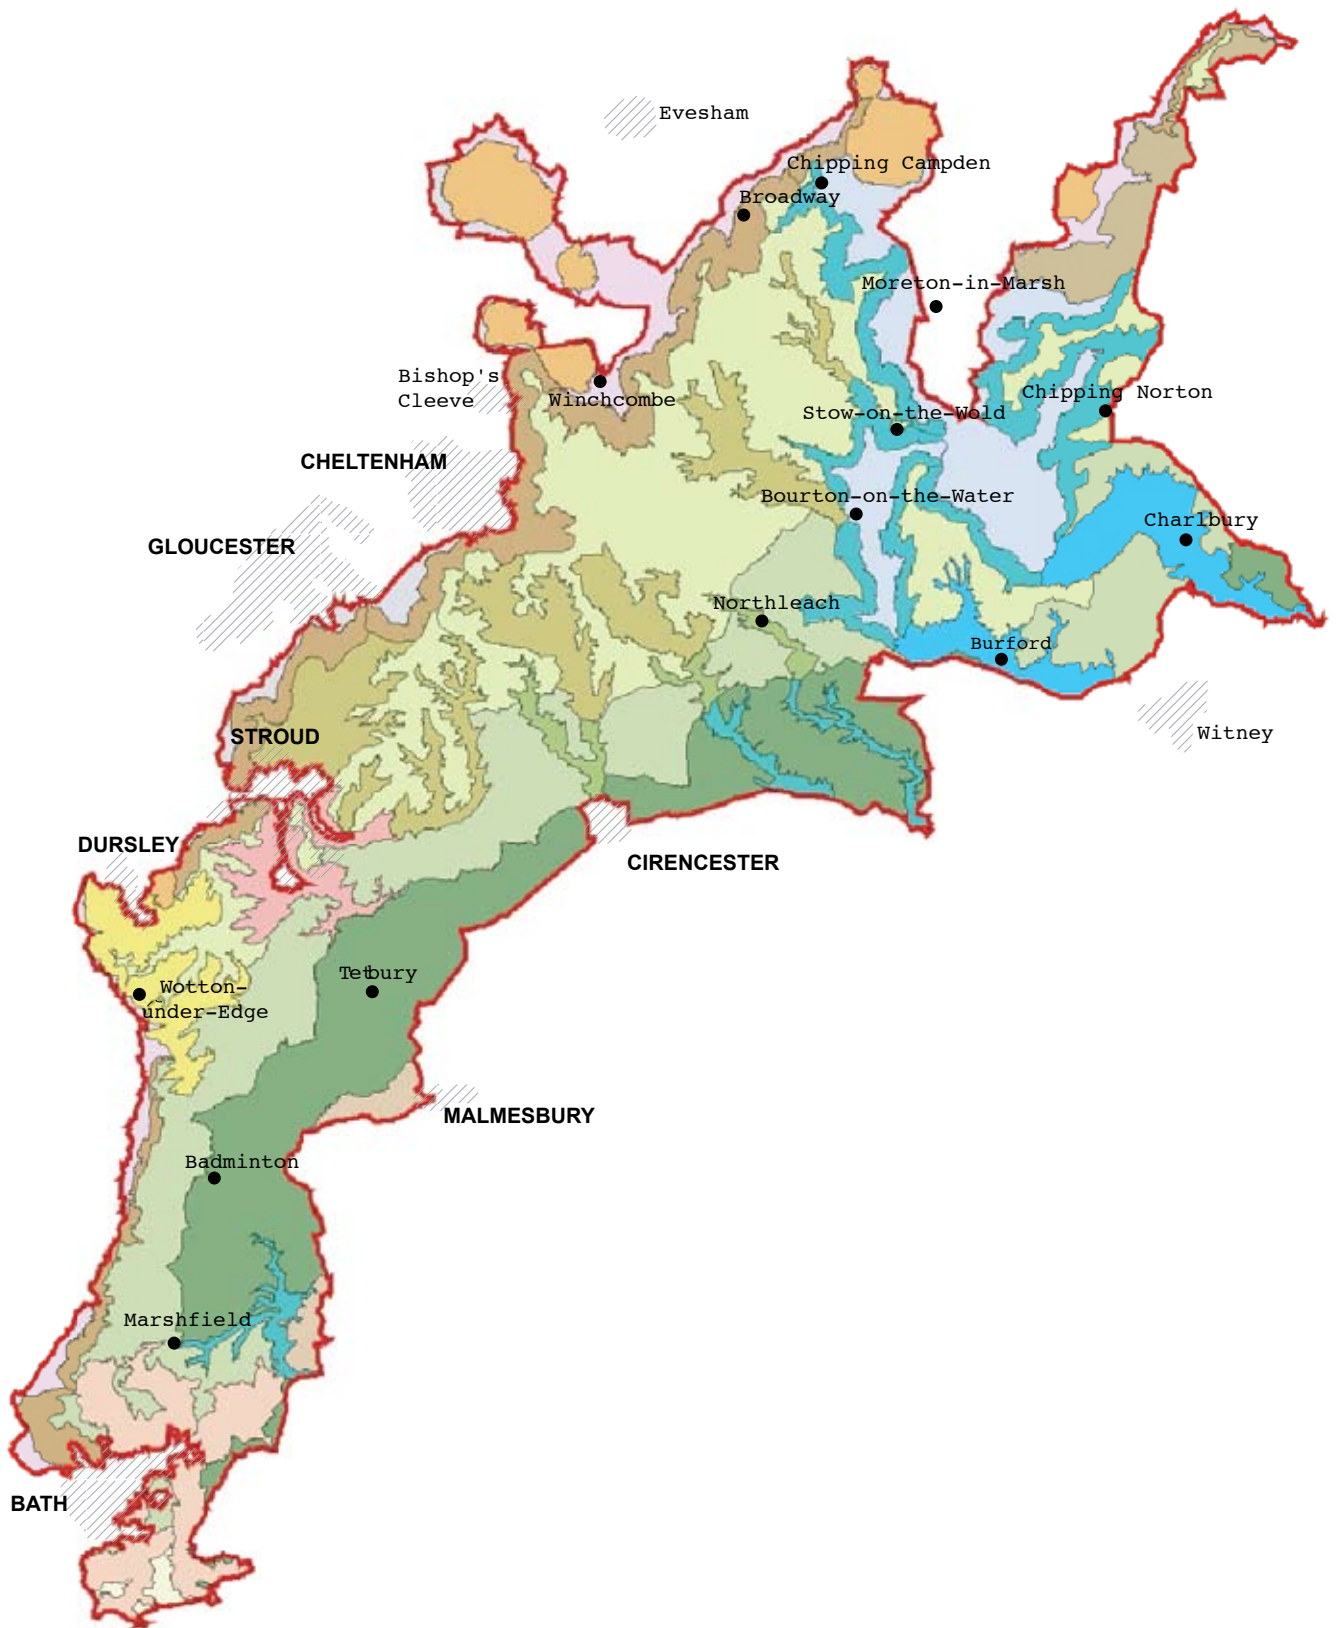 Evesham
Chipping Campden
Broadway
Moreton-in-Marsh
Bishop's
Cleeve
Winchcombe
Chipping Norton
Stow-on-the-Wold
CHELTENHAM
Bourton-on-the-Water
Charlbury
GLOUCESTER
Northleach
Burford
STROUD
Witney
DURSLEY
CIRENCESTER
Tetbury
Wotton-
under-Edge
MALMESBURY
Badminton
Marshfield
BATH